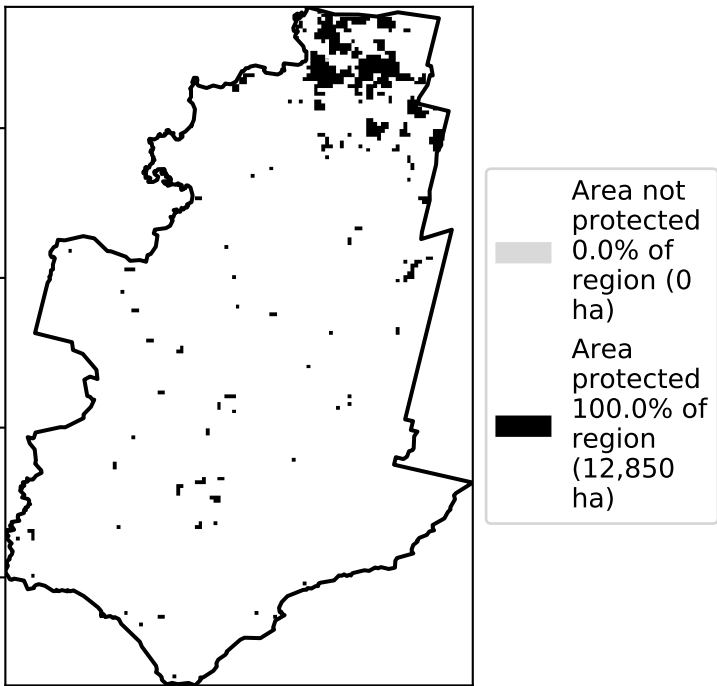 Area not
protected
0.0% of
region (0
ha)
Area
protected
100.0% of
region
(12,850
ha)